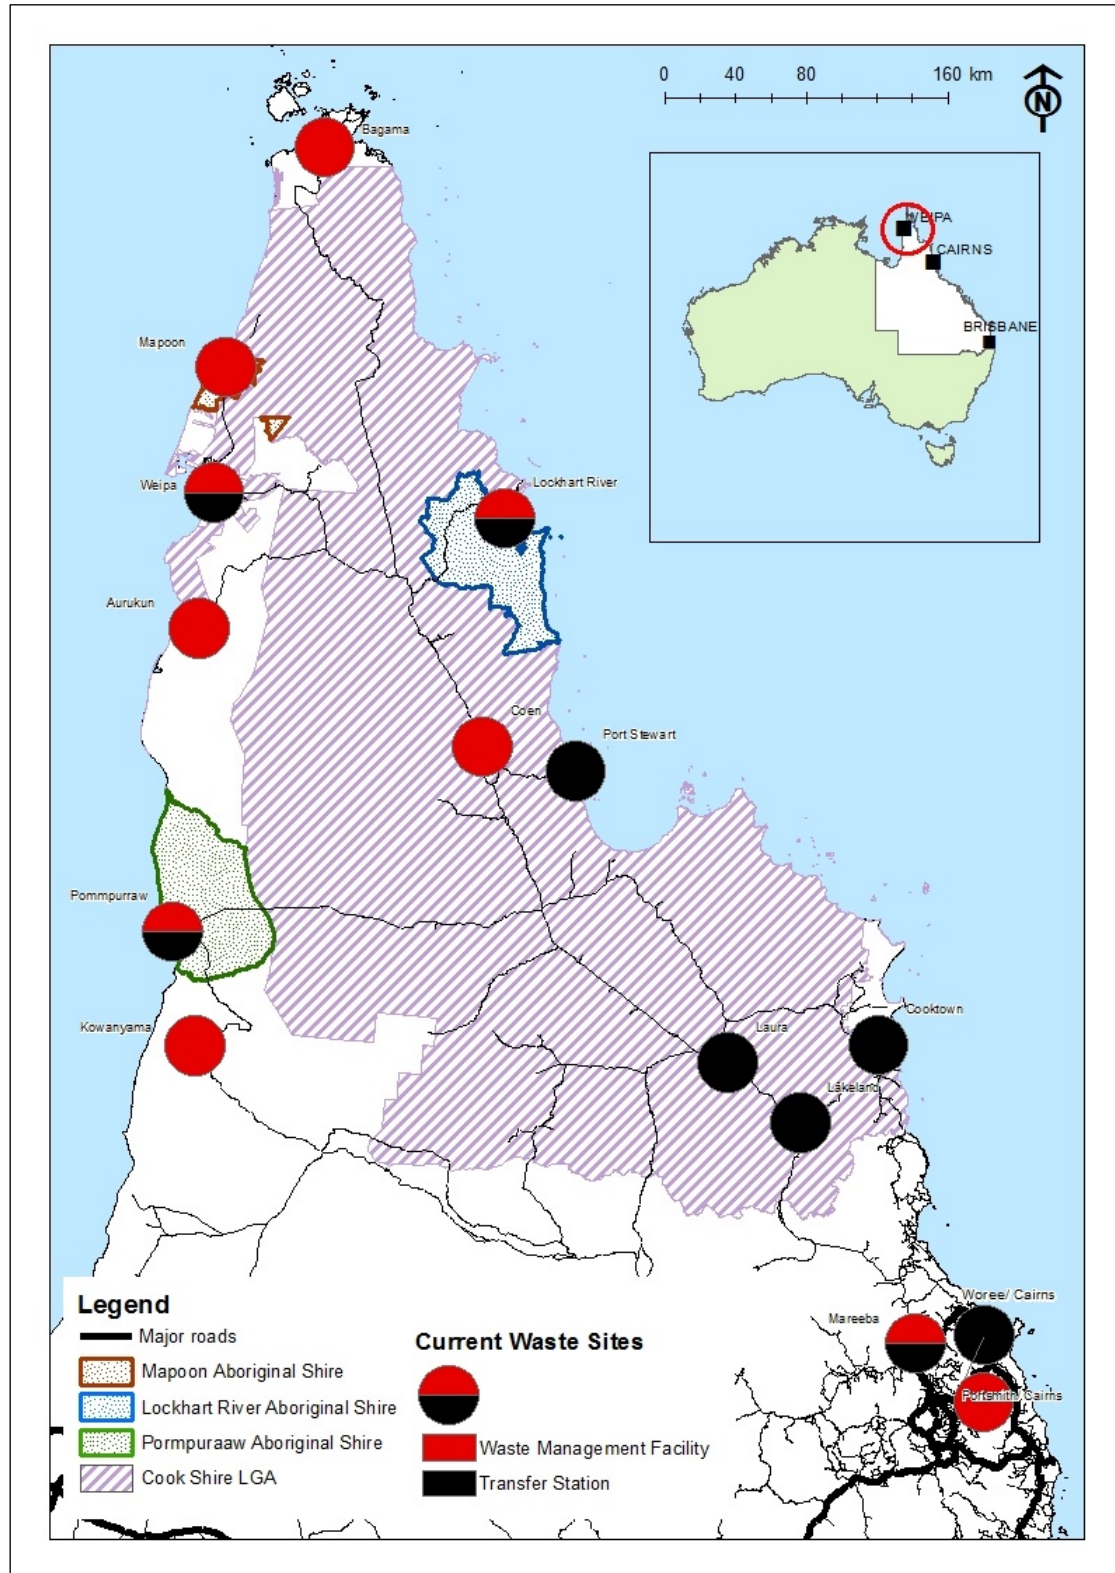 0 40 80 160 km
N
Bagama
WEIPA
CAIRNS
BRISBANE
Mapoon
Weipa
Lockhart River
Aurukun
Coen
Port Stewart
Pommpurraw
Kowanyama
Laura
Cooktown
Lakeland
Woree/ Cairns
Mareeba
Portsmith/Cairns
Legend
Major roads
Mapoon Aboriginal Shire
Lockhart River Aboriginal Shire
Pormpuraaw Aboriginal Shire
Cook Shire LGA
Current Waste Sites
Waste Management Facility
Transfer Station